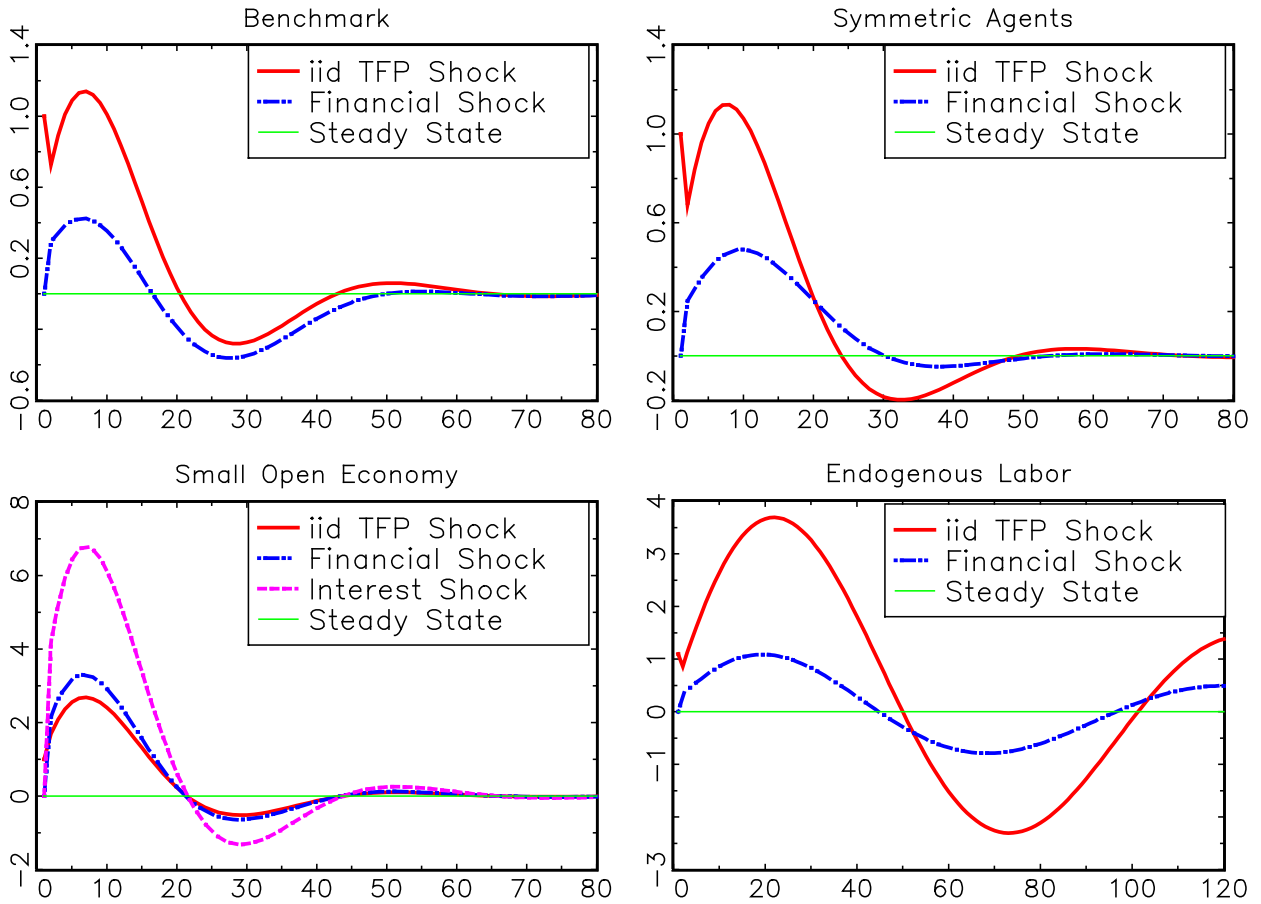 Benchmark
iid TFP Shock
Financial Shock
Steady State
1.4
1.0
0.6
0.2
−0.6
0 10 20 30 40 50 60 70 80
Symmetric Agents
iid TFP Shock
Financial Shock
Steady State
1.4
1.0
0.6
0.2
−0.2
0 10 20 30 40 50 60 70 80
Small Open Economy
iid TFP Shock
Financial Shock
Interest Shock
Steady State
8
6
4
2
0
−2
0 10 20 30 40 50 60 70 80
Endogenous Labor
iid TFP Shock
Financial Shock
Steady State
4
3
2
1
0
−1
−3
0 20 40 60 80 100 120